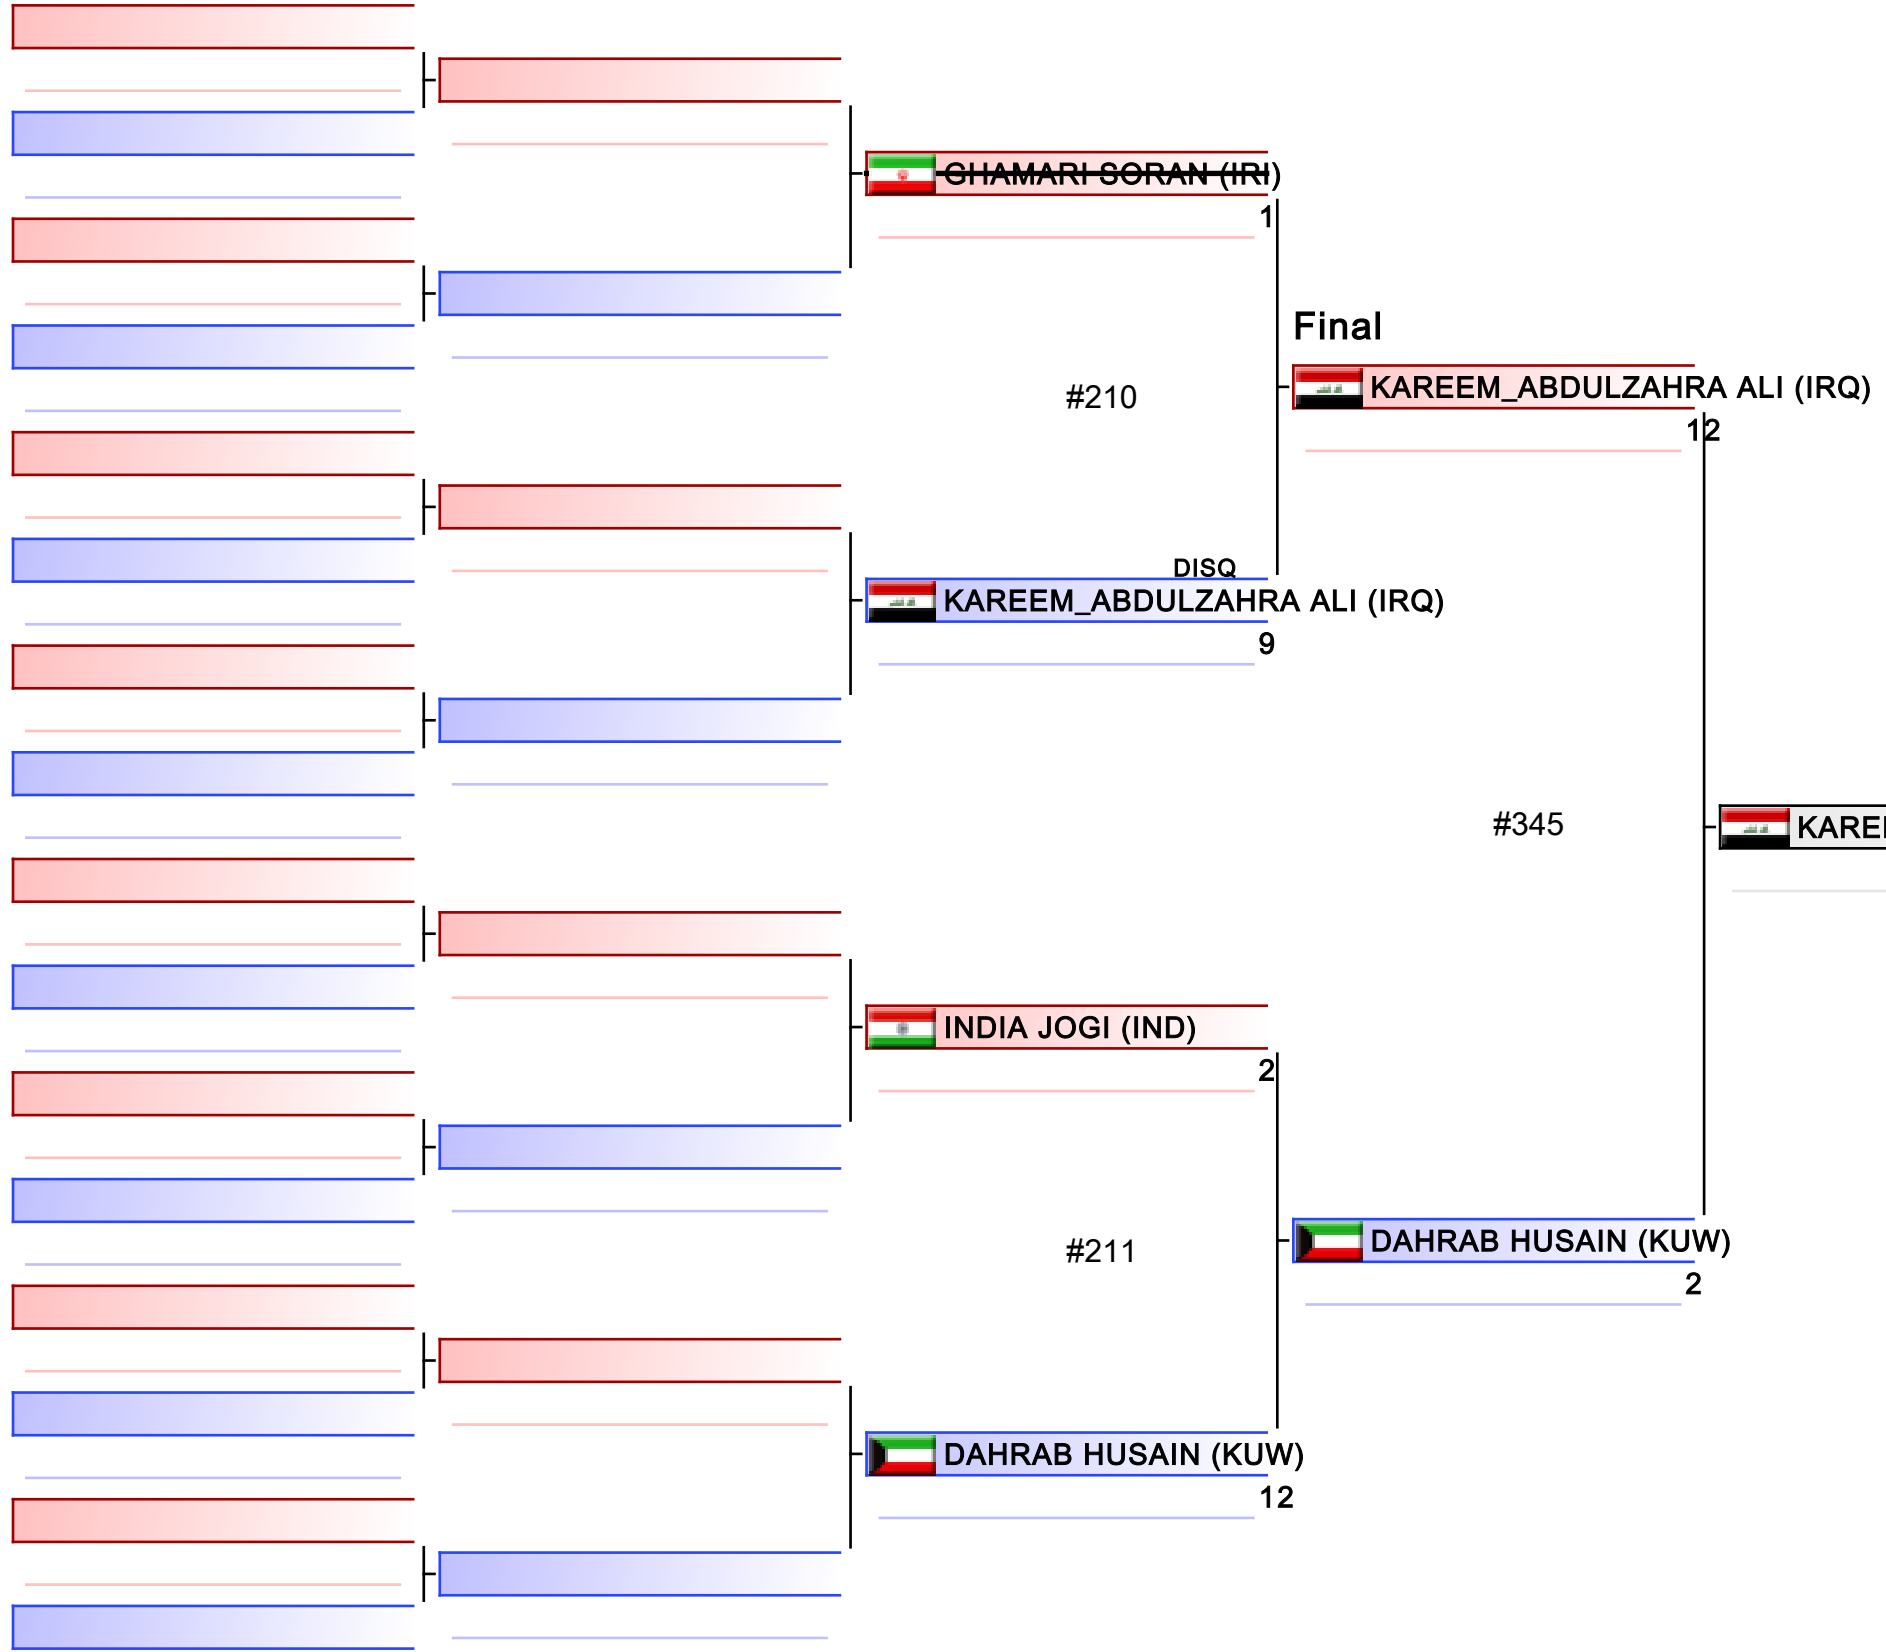 GHAMARI SORAN (IRI)
1
Final
#210
KAREEM_ABDULZAHRA ALI (IRQ)
12
DISQ
KAREEM_ABDULZAHRA ALI (IRQ)
9
#345
INDIA JOGI (IND)
2
#211
DAHRAB HUSAIN (KUW)
2
DAHRAB HUSAIN (KUW)
12